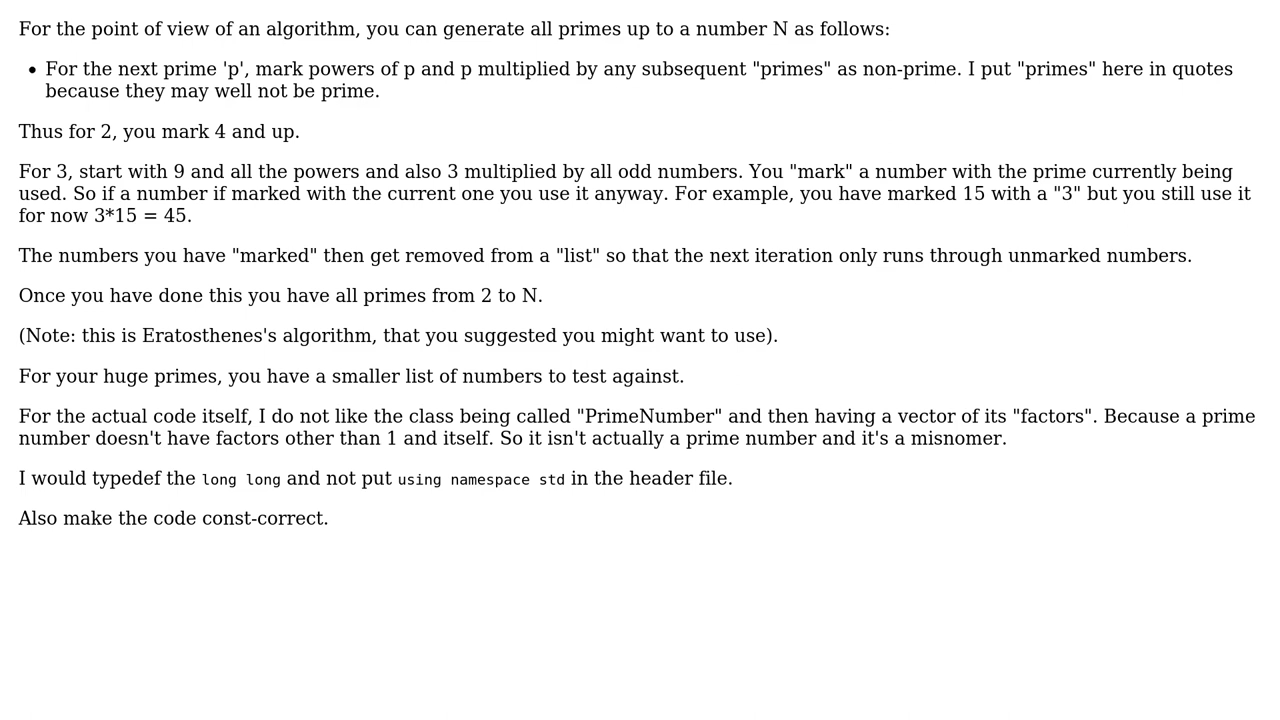 For the point of view of an algorithm, you can generate all primes up to a number N as follows:
• For the next prime 'p', mark powers of p and p multiplied by any subsequent "primes" as non-prime. I put "primes" here in quotes
because they may well not be prime.
Thus for 2, you mark 4 and up.
For 3, start with 9 and all the powers and also 3 multiplied by all odd numbers. You "mark" a number with the prime currently being
used. So if a number if marked with the current one you use it anyway. For example, you have marked 15 with a "3" but you still use it
for now 3*15 = 45.
The numbers you have "marked" then get removed from a "list" so that the next iteration only runs through unmarked numbers.
Once you have done this you have all primes from 2 to N.
(Note: this is Eratosthenes's algorithm, that you suggested you might want to use).
For your huge primes, you have a smaller list of numbers to test against.
For the actual code itself, I do not like the class being called "PrimeNumber" and then having a vector of its "factors". Because a prime
number doesn't have factors other than 1 and itself. So it isn't actually a prime number and it's a misnomer.
I would typedef the long long and not put using namespace std in the header file.
Also make the code const-correct.